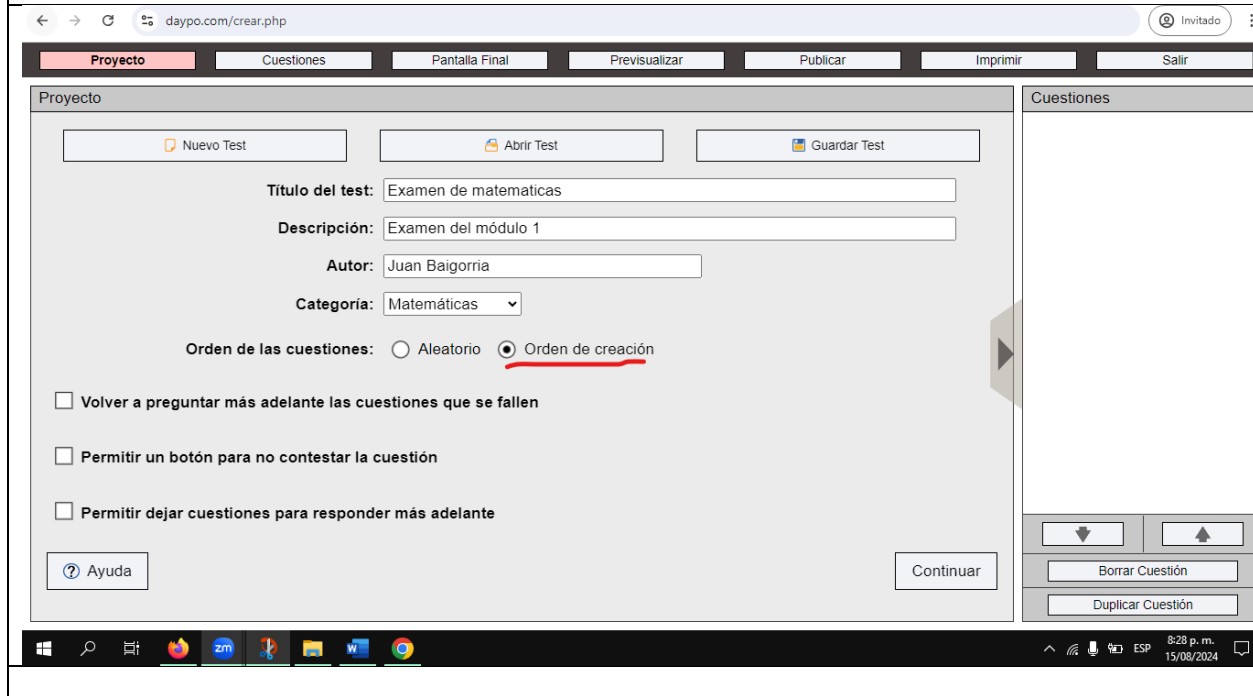 daypo.com/crear.php
Invitado
Proyecto Cuestiones Pantalla Final Previsualizar Publicar Imprimir Salir
Proyecto
Nuevo Test Abrir Test Guardar Test
Título del test: Examen de matematicas
Descripción: Examen del módulo 1
Autor: Juan Baigorria
Categoría: Matemáticas
Orden de las cuestiones: Aleatorio Orden de creación
Volver a preguntar más adelante las cuestiones que se fallen
Permitir un botón para no contestar la cuestión
Permitir dejar cuestiones para responder más adelante
? Ayuda Continuar
Cuestiones
Borrar Cuestión
Duplicar Cuestión
zm W ESP 8:28 p. m.
15/08/2024